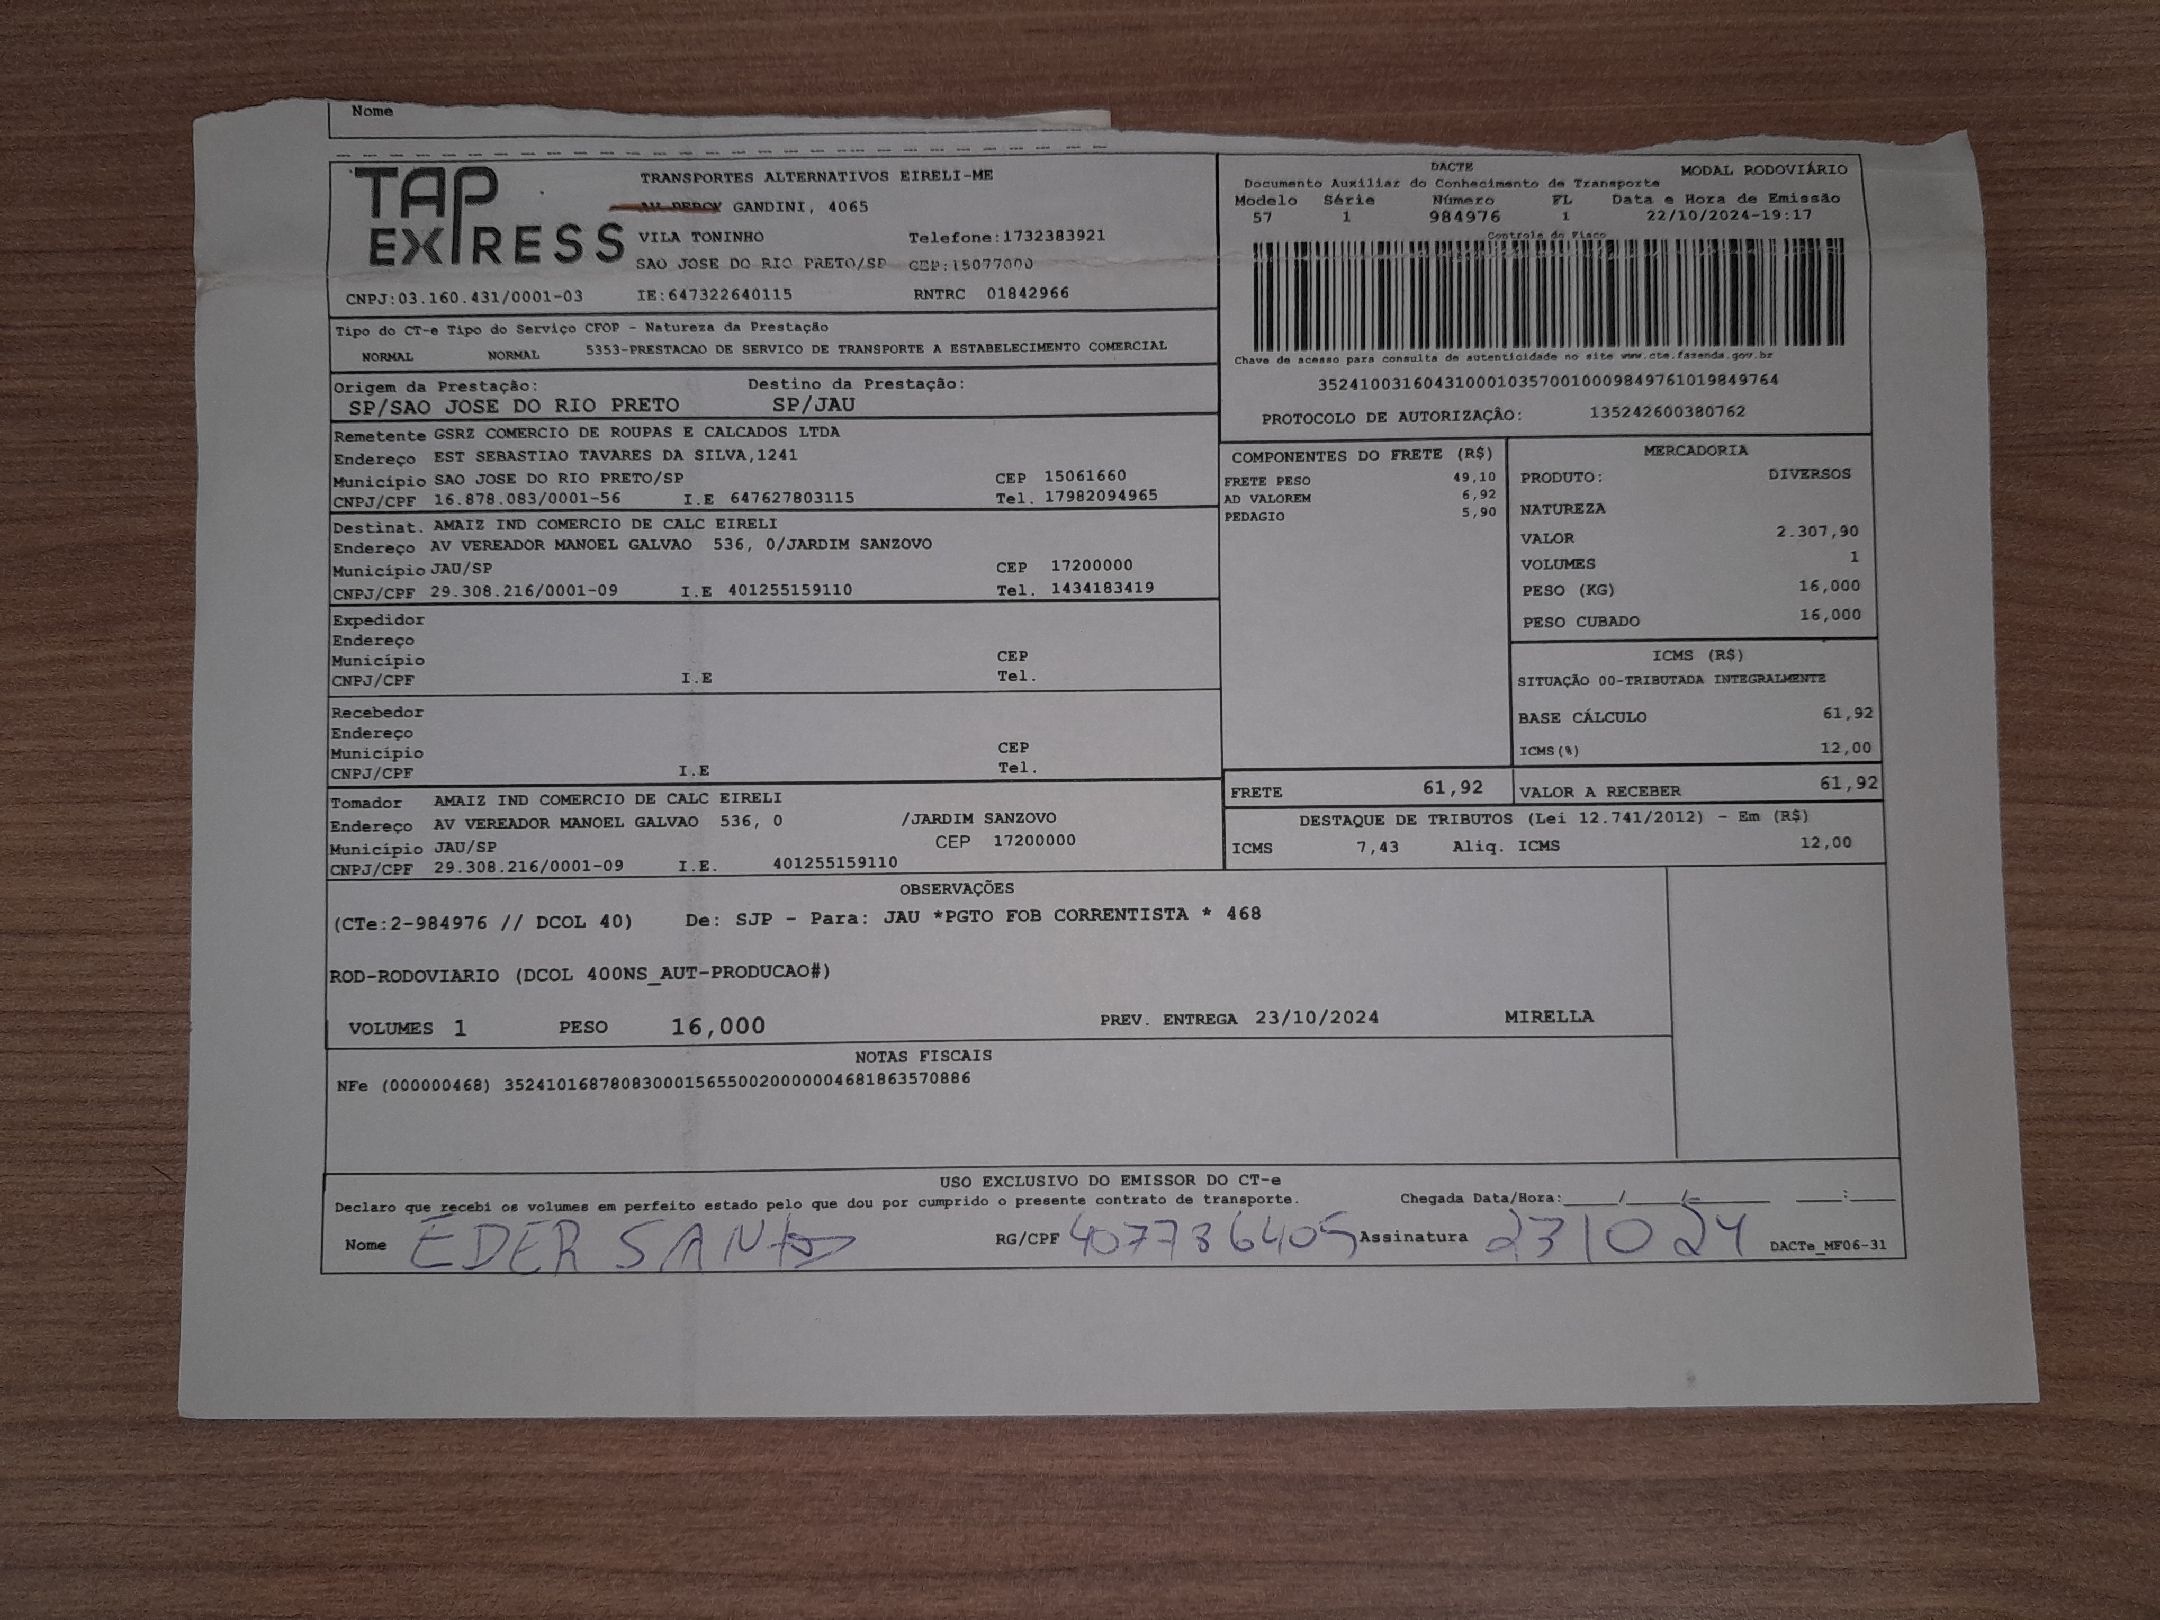 Nome
TAP EXPRESS
TRANSPORTES ALTERNATIVOS EIRELI-ME
AV PERCY GANDINI, 4065
VILA TONINHO Telefone:1732383921
SAO JOSE DO RIO PRETO/SP CEP:15077000
CNPJ:03.160.431/0001-03 IE:647322640115 RNTRC 01842966
DACTE MODAL RODOVIÁRIO
Documento Auxiliar do Conhecimento de Transporte
Modelo Série Número FL Data e Hora de Emissão
57 1 984976 1 22/10/2024-19:17
Controle do Fisco
Chave de acesso para consulta de autenticidade no site www.cte.fazenda.gov.br
35241003160431000103570010009849761019849764
PROTOCOLO DE AUTORIZAÇÂO: 135242600380762
Tipo do CT-e Tipo do Serviço CFOP - Natureza da Prestação
NORMAL NORMAL 5353-PRESTACAO DE SERVICO DE TRANSPORTE A ESTABELECIMENTO COMERCIAL
Origem da Prestação: Destino da Prestação:
SP/SAO JOSE DO RIO PRETO SP/JAU
Remetente GSRZ COMERCIO DE ROUPAS E CALCADOS LTDA
Endereço EST SEBASTIAO TAVARES DA SILVA,1241
Município SAO JOSE DO RIO PRETO/SP CEP 15061660
CNPJ/CPF 16.878.083/0001-56 I.E 647627803115 Tel. 17982094965
Destinat. AMAIZ IND COMERCIO DE CALC EIRELI
Endereço AV VEREADOR MANOEL GALVAO 536, 0/JARDIM SANZOVO
Município JAU/SP CEP 17200000
CNPJ/CPF 29.308.216/0001-09 I.E 401255159110 Tel. 1434183419
Expedidor
Endereço
Município CEP
CNPJ/CPF I.E Tel.
Recebedor
Endereço
Município CEP
CNPJ/CPF I.E Tel.
Tomador AMAIZ IND COMERCIO DE CALC EIRELI
Endereço AV VEREADOR MANOEL GALVAO 536, 0 /JARDIM SANZOVO
Município JAU/SP CEP 17200000
CNPJ/CPF 29.308.216/0001-09 I.E. 401255159110
COMPONENTES DO FRETE (R$)
FRETE PESO 49,10
AD VALOREM 6,92
PEDAGIO 5,90
MERCADORIA
PRODUTO: DIVERSOS
NATUREZA
VALOR 2.307,90
VOLUMES 1
PESO (KG) 16,000
PESO CUBADO 16,000
ICMS (R$)
SITUAÇÃO 00-TRIBUTADA INTEGRALMENTE
BASE CÁLCULO 61,92
ICMS(%) 12,00
FRETE 61,92 VALOR A RECEBER 61,92
DESTAQUE DE TRIBUTOS (Lei 12.741/2012) - Em (R$)
ICMS 7,43 Aliq. ICMS 12,00
OBSERVAÇÕES
(CTe:2-984976 // DCOL 40) De: SJP - Para: JAU *PGTO FOB CORRENTISTA * 468
ROD-RODOVIARIO (DCOL 400NS_AUT-PRODUCAO#)
VOLUMES 1 PESO 16,000 PREV. ENTREGA 23/10/2024 MIRELLA
NOTAS FISCAIS
NFe (000000468) 35241016878083000156550020000004681863570886
USO EXCLUSIVO DO EMISSOR DO CT-e
Declaro que recebi os volumes em perfeito estado pelo que dou por cumprido o presente contrato de transporte. Chegada Data/Hora:____/____/____ ____:____
Nome EDER RG/CPF 407786405 Assinatura 23 10 24 DACTe_MF06-31